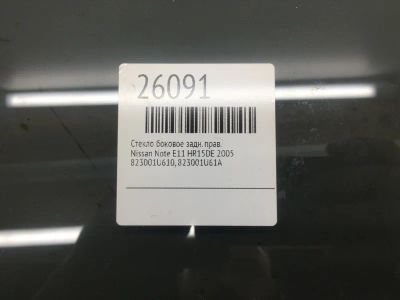 26091
Стекло боковое задн. прав.
Nissan Note E11 HR15DE 2005
823001U610, 823001U61A